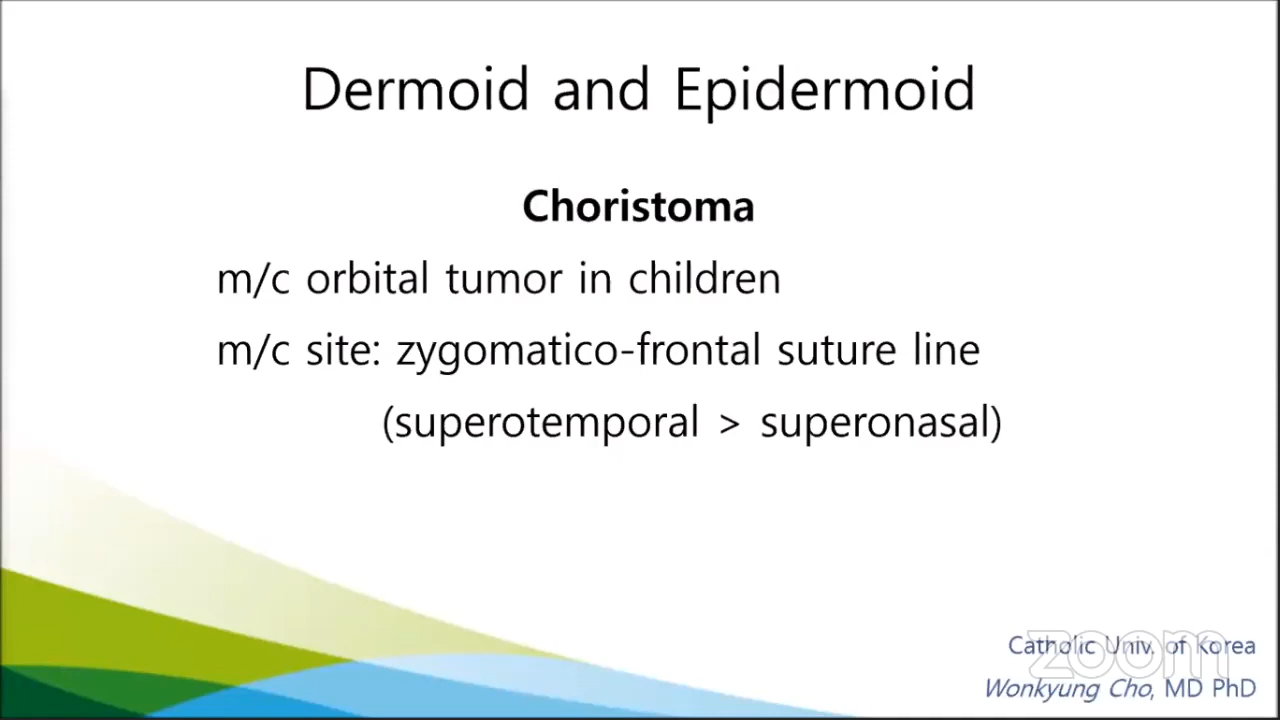 Dermoid and Epidermoid
Choristoma
m/c orbital tumor in children
m/c site: zygomatico-frontal suture line
(superotemporal > superonasal)
Catholic Univ. of Korea
zoom
Wonkyung Cho, MD PhD